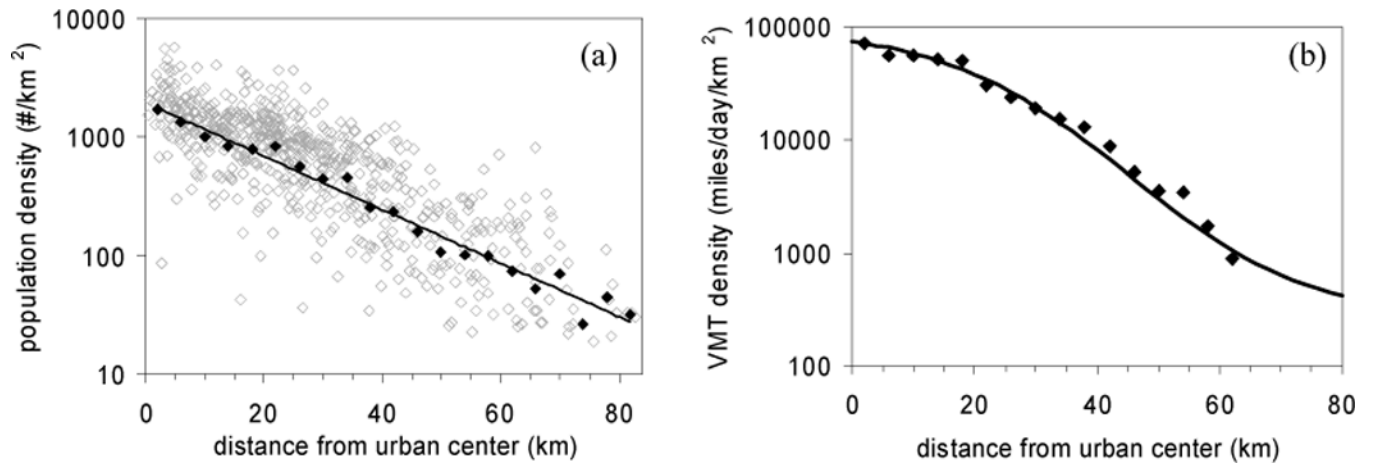 (a)
population density (#/km 2)
10000
1000
100
10
0 20 40 60 80
distance from urban center (km)
(b)
VMT density (miles/day/km 2)
100000
10000
1000
100
0 20 40 60 80
distance from urban center (km)